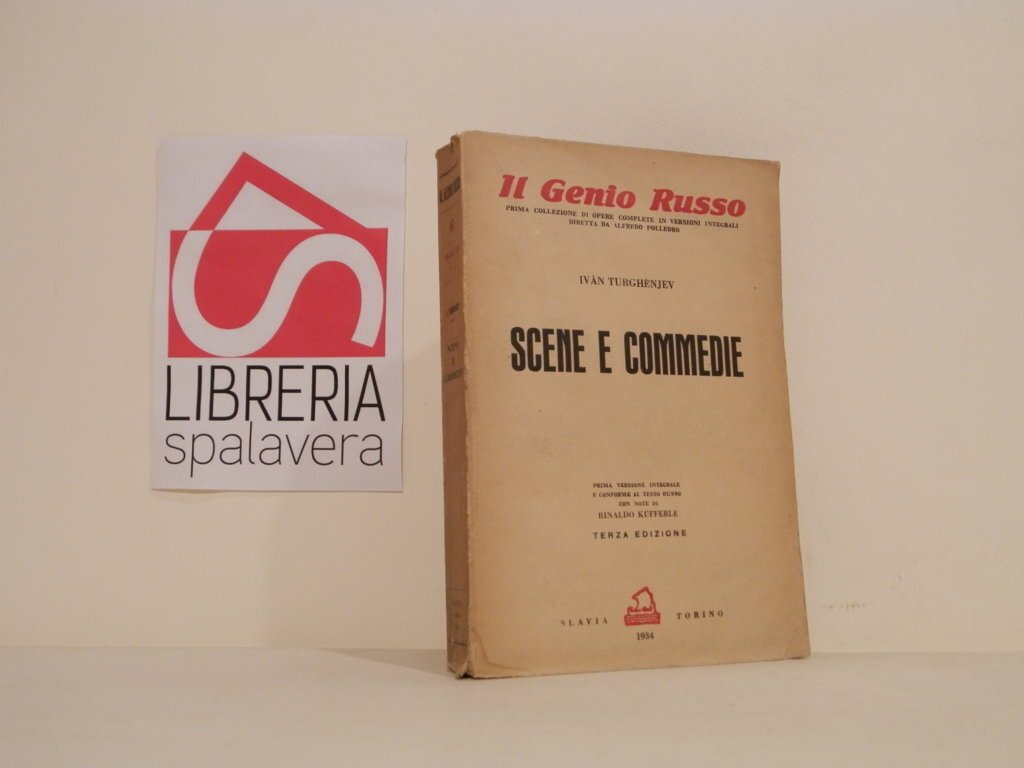 LIBRERIA
spalavera
Il Genio Russo
PRIMA COLLEZIONE DI OPERE COMPLETE IN VERSIONI INTEGRALI
DIRETTA DA ALFREDO POLLEDRO
IVÀN TURGHÈNJEV
SCENE E COMMEDIE
PRIMA VERSIONE INTEGRALE
E CONFORME AL TESTO RUSSO
CON NOTE DI
RINALDO KÜFFERLE
TERZA EDIZIONE
SLAVIA TORINO
1934